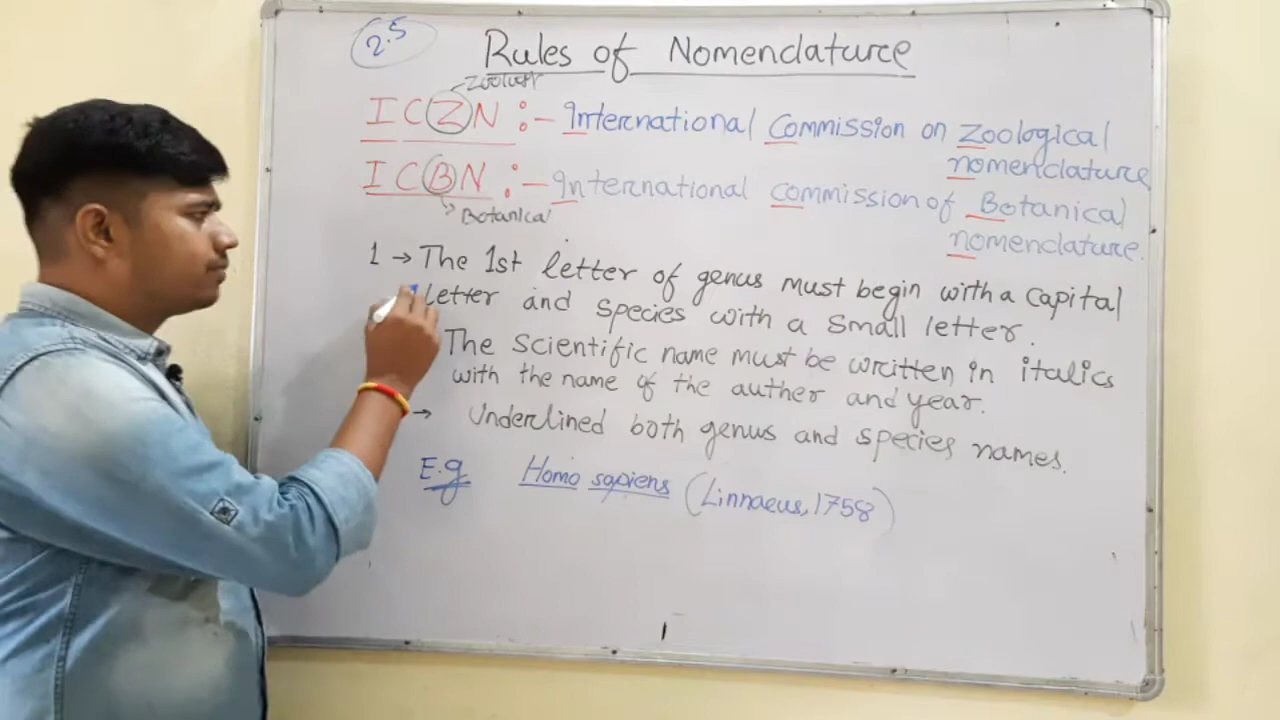 2.5
Rules of Nomenclature
ICZN :- International Commission on Zoological
nomenclature
ICBN :- International commission of Botanical
Botanical
nomenclature.
1 → The 1st letter of genus must begin with a capital
letter and species with a small letter.
The scientific name must be written in italics
with the name of the auther and year.
→ Underlined both genus and species names.
E.g Homo sapiens (Linnaeus, 1758)